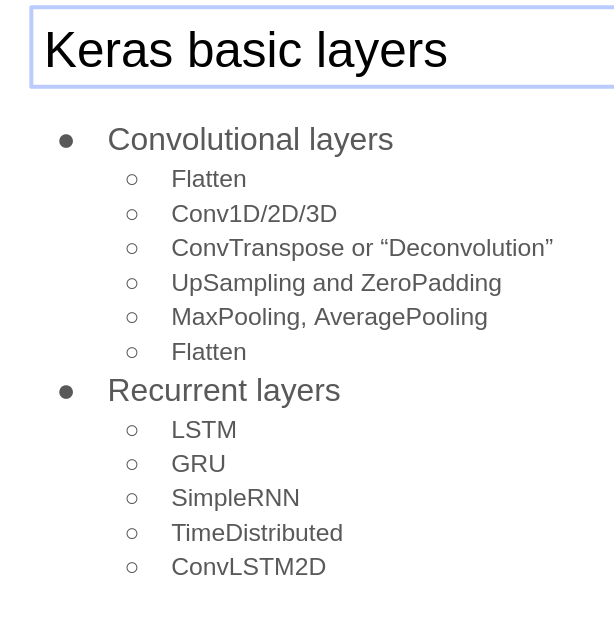 Keras basic layers
● Convolutional layers
○ Flatten
○ Conv1D/2D/3D
○ ConvTranspose or “Deconvolution”
○ UpSampling and ZeroPadding
○ MaxPooling, AveragePooling
○ Flatten
● Recurrent layers
○ LSTM
○ GRU
○ SimpleRNN
○ TimeDistributed
○ ConvLSTM2D